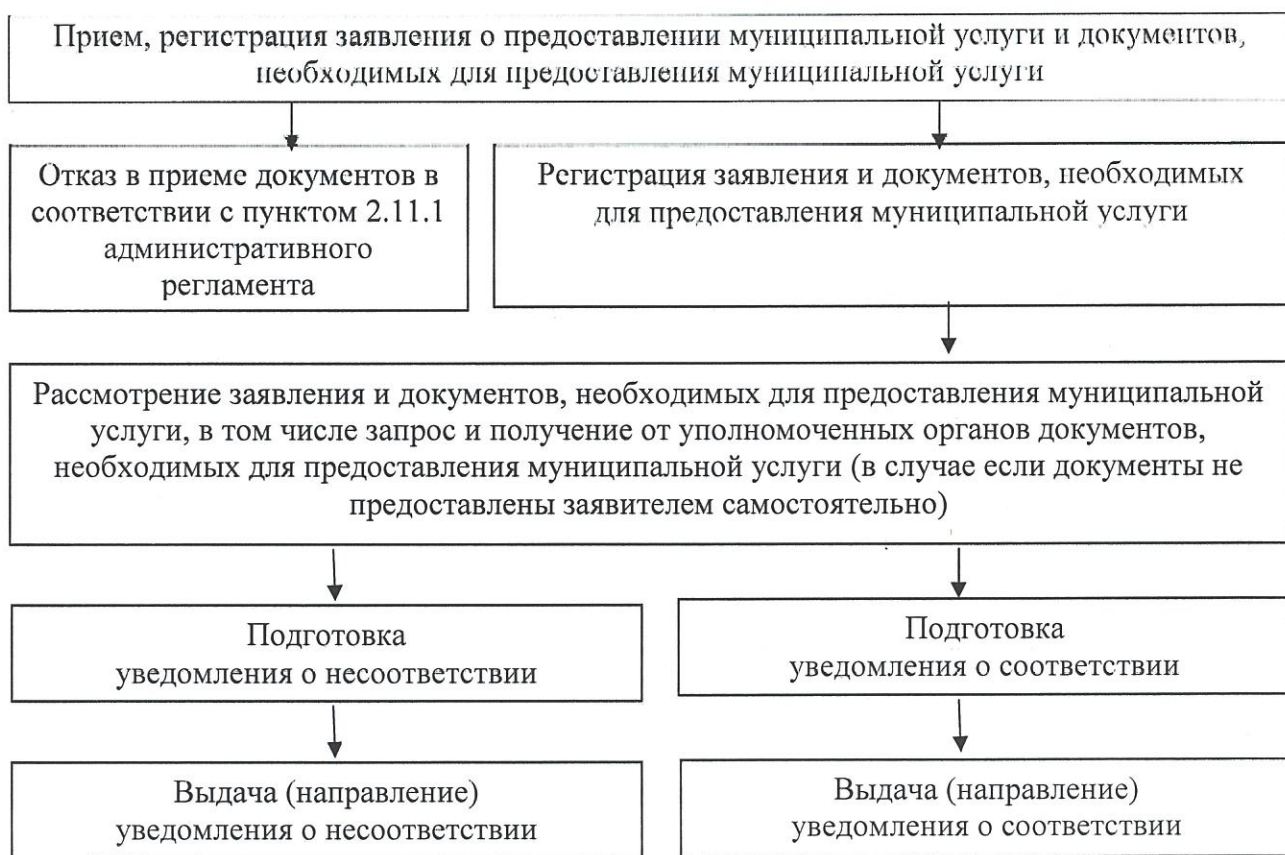 Прием, регистрация заявления о предоставлении муниципальной услуги и документов,
необходимых для предоставления муниципальной услуги
Отказ в приеме документов в
соответствии с пунктом 2.11.1
административного
регламента
Регистрация заявления и документов, необходимых
для предоставления муниципальной услуги
Рассмотрение заявления и документов, необходимых для предоставления муниципальной
услуги, в том числе запрос и получение от уполномоченных органов документов,
необходимых для предоставления муниципальной услуги (в случае если документы не
предоставлены заявителем самостоятельно)
Подготовка
уведомления о несоответствии
Подготовка
уведомления о соответствии
Выдача (направление)
уведомления о несоответствии
Выдача (направление)
уведомления о соответствии